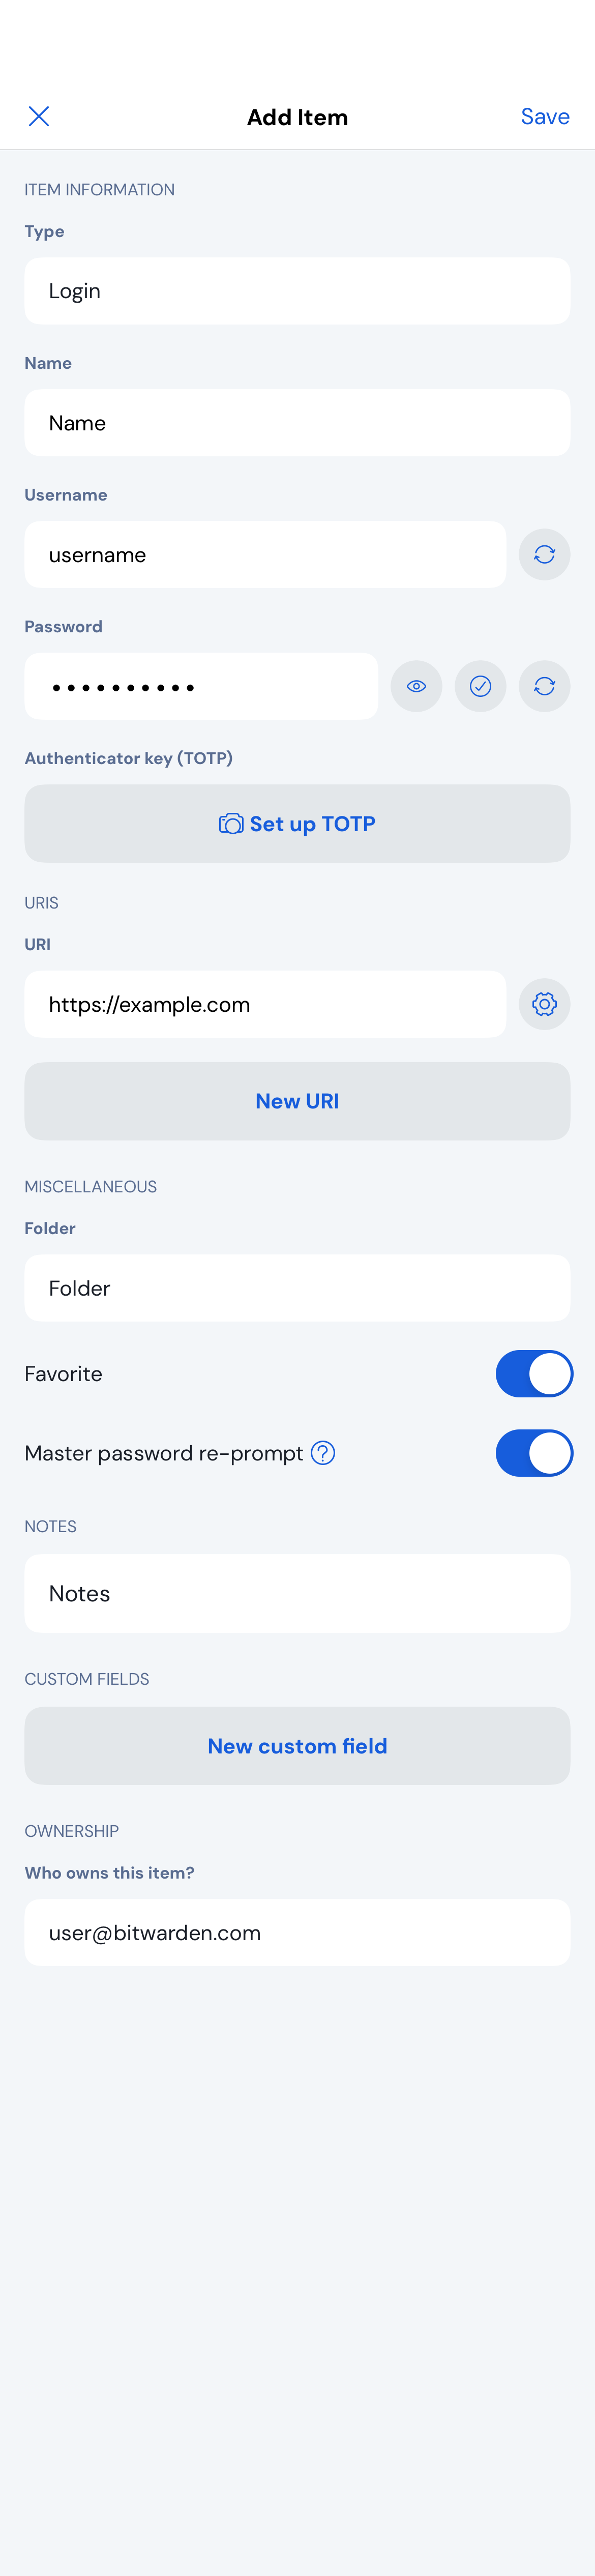 Add Item
Save
ITEM INFORMATION
Type
Login
Name
Name
Username
username
Password
••••••••••
Authenticator key (TOTP)
Set up TOTP
URIS
URI
https://example.com
New URI
MISCELLANEOUS
Folder
Folder
Favorite
Master password re-prompt
NOTES
Notes
CUSTOM FIELDS
New custom field
OWNERSHIP
Who owns this item?
user@bitwarden.com